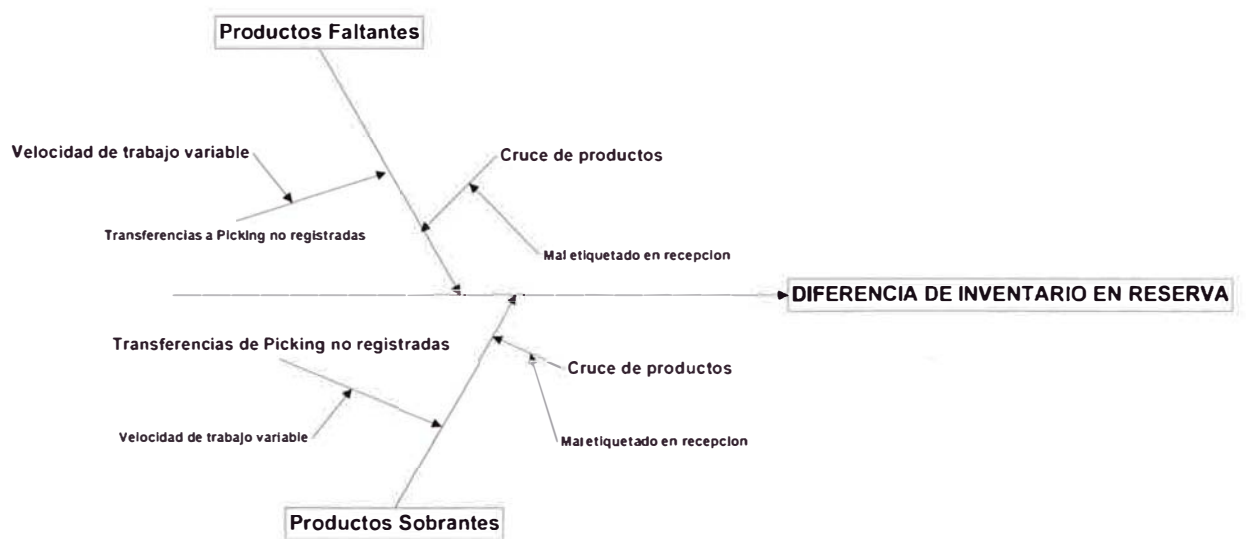 Productos Faltantes
Velocidad de trabajo variable
Cruce de productos
Transferencias a Picking no registradas
Mal etiquetado en recepcion
DIFERENCIA DE INVENTARIO EN RESERVA
Transferencias de Picking no registradas
Cruce de productos
Velocidad de trabajo variable
Mal etiquetado en recepcion
Productos Sobrantes